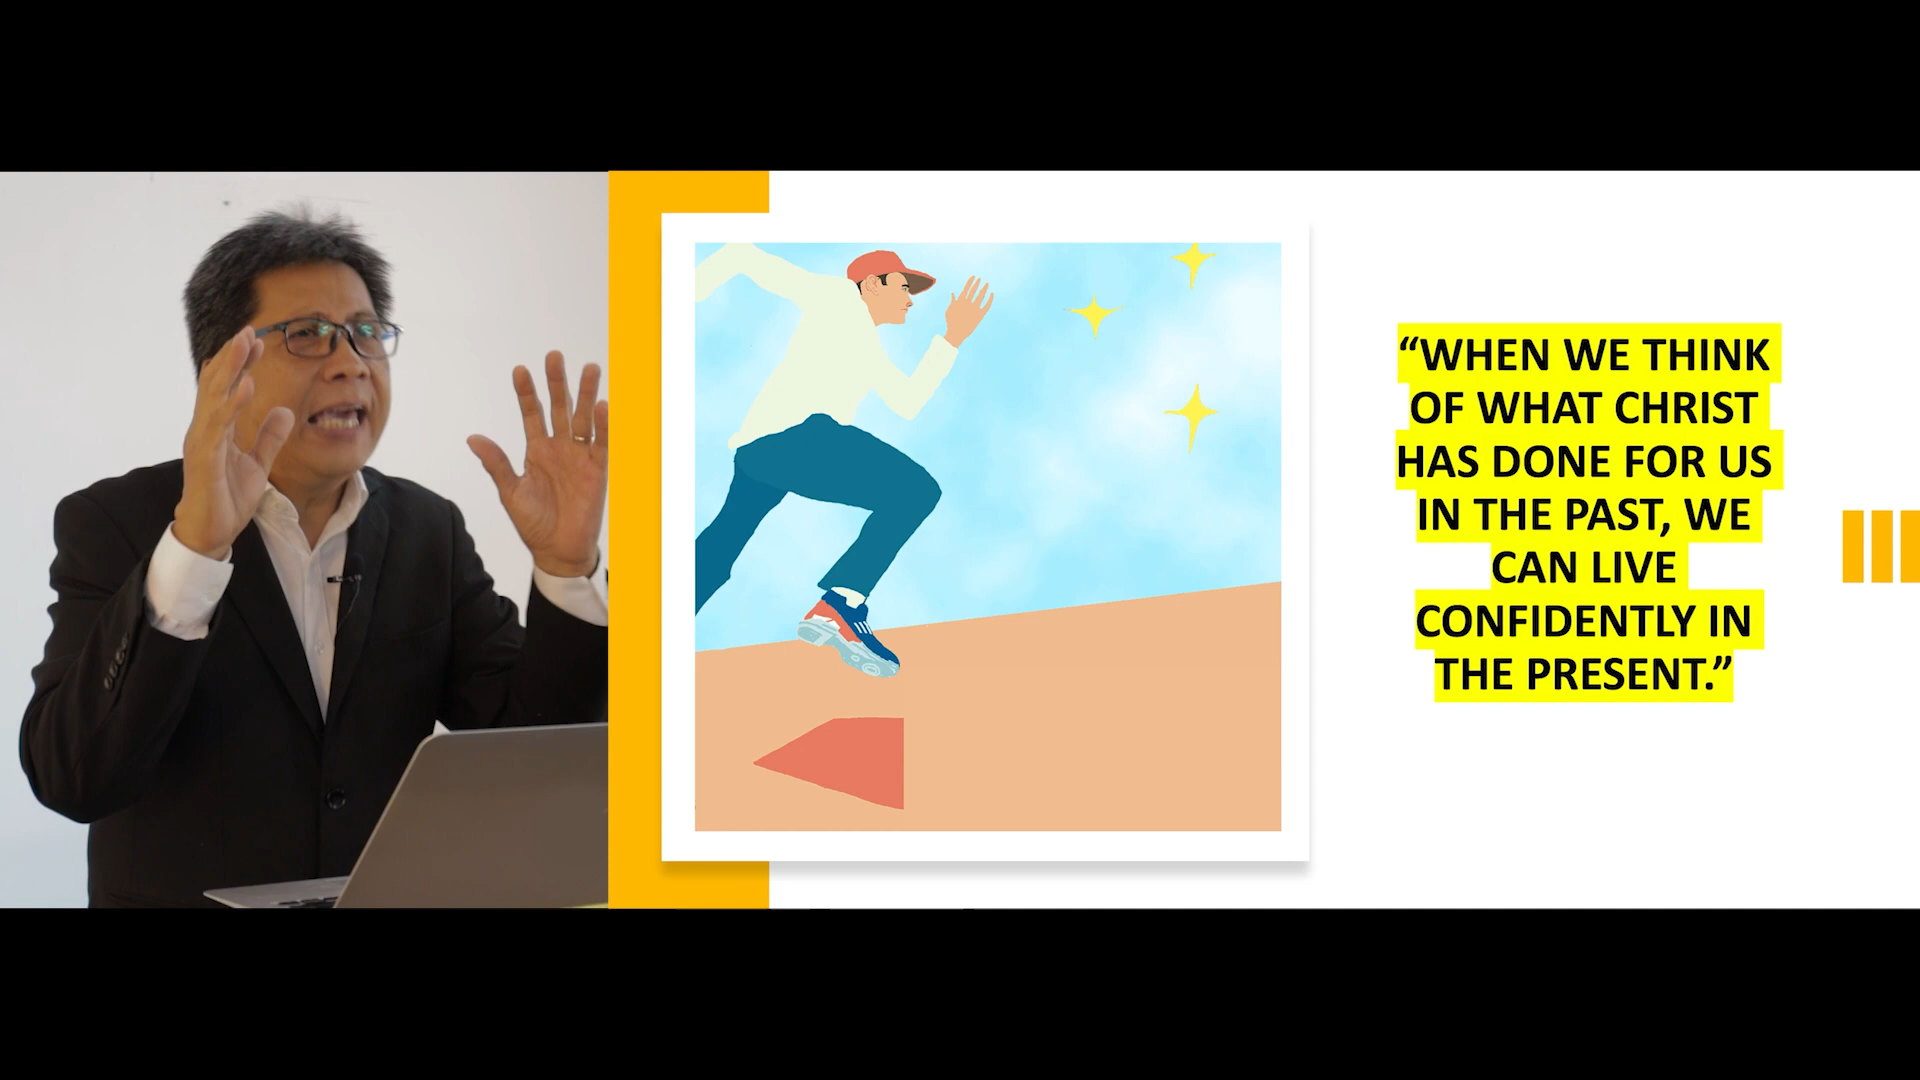 “WHEN WE THINK
OF WHAT CHRIST
HAS DONE FOR US
IN THE PAST, WE
CAN LIVE
CONFIDENTLY IN
THE PRESENT.”